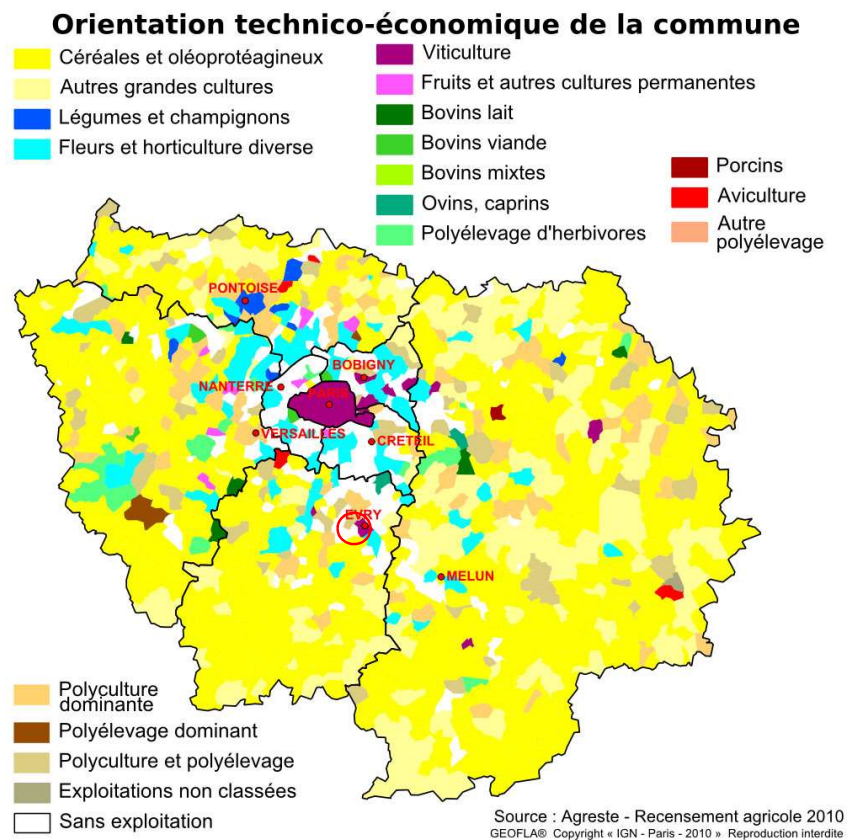 Orientation technico-économique de la commune
Céréales et oléoprotéagineux
Autres grandes cultures
Légumes et champignons
Fleurs et horticulture diverse
Viticulture
Fruits et autres cultures permanentes
Bovins lait
Bovins viande
Bovins mixtes
Ovins, caprins
Polyélevage d'herbivores
Porcins
Aviculture
Autre
polyélevage
PONTOISE
BOBIGNY
NANTERRE
PARIS
VERSAILLES
CRETEIL
EVRY
MELUN
Polyculture
dominante
Polyélevage dominant
Polyculture et polyélevage
Exploitations non classées
Sans exploitation
Source : Agreste - Recensement agricole 2010
GEOFLA® Copyright « IGN - Paris - 2010 » Reproduction interdite